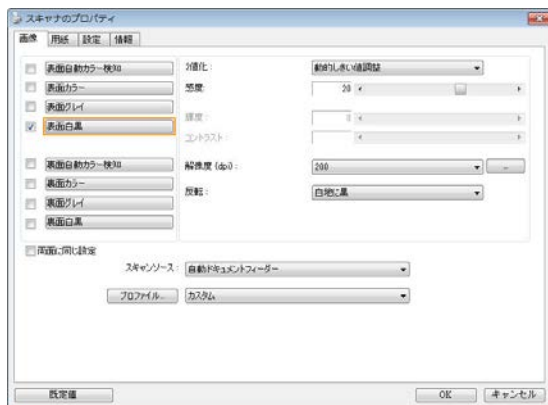 スキャナのプロパティ
画像 用紙 設定 情報
表面自動カラー検知
表面カラー
表面グレイ
表面白黒
裏面自動カラー検知
裏面カラー
裏面グレイ
裏面白黒
2値化：
動的しきい値調整
感度
20
輝度：
コントラスト：
解像度 (dpi)：
200
反転：
白地に黒
両面に同じ設定
スキャンソース：
自動ドキュメントフィーダー
プロファイル...
カスタム
既定値
OK
キャンセル